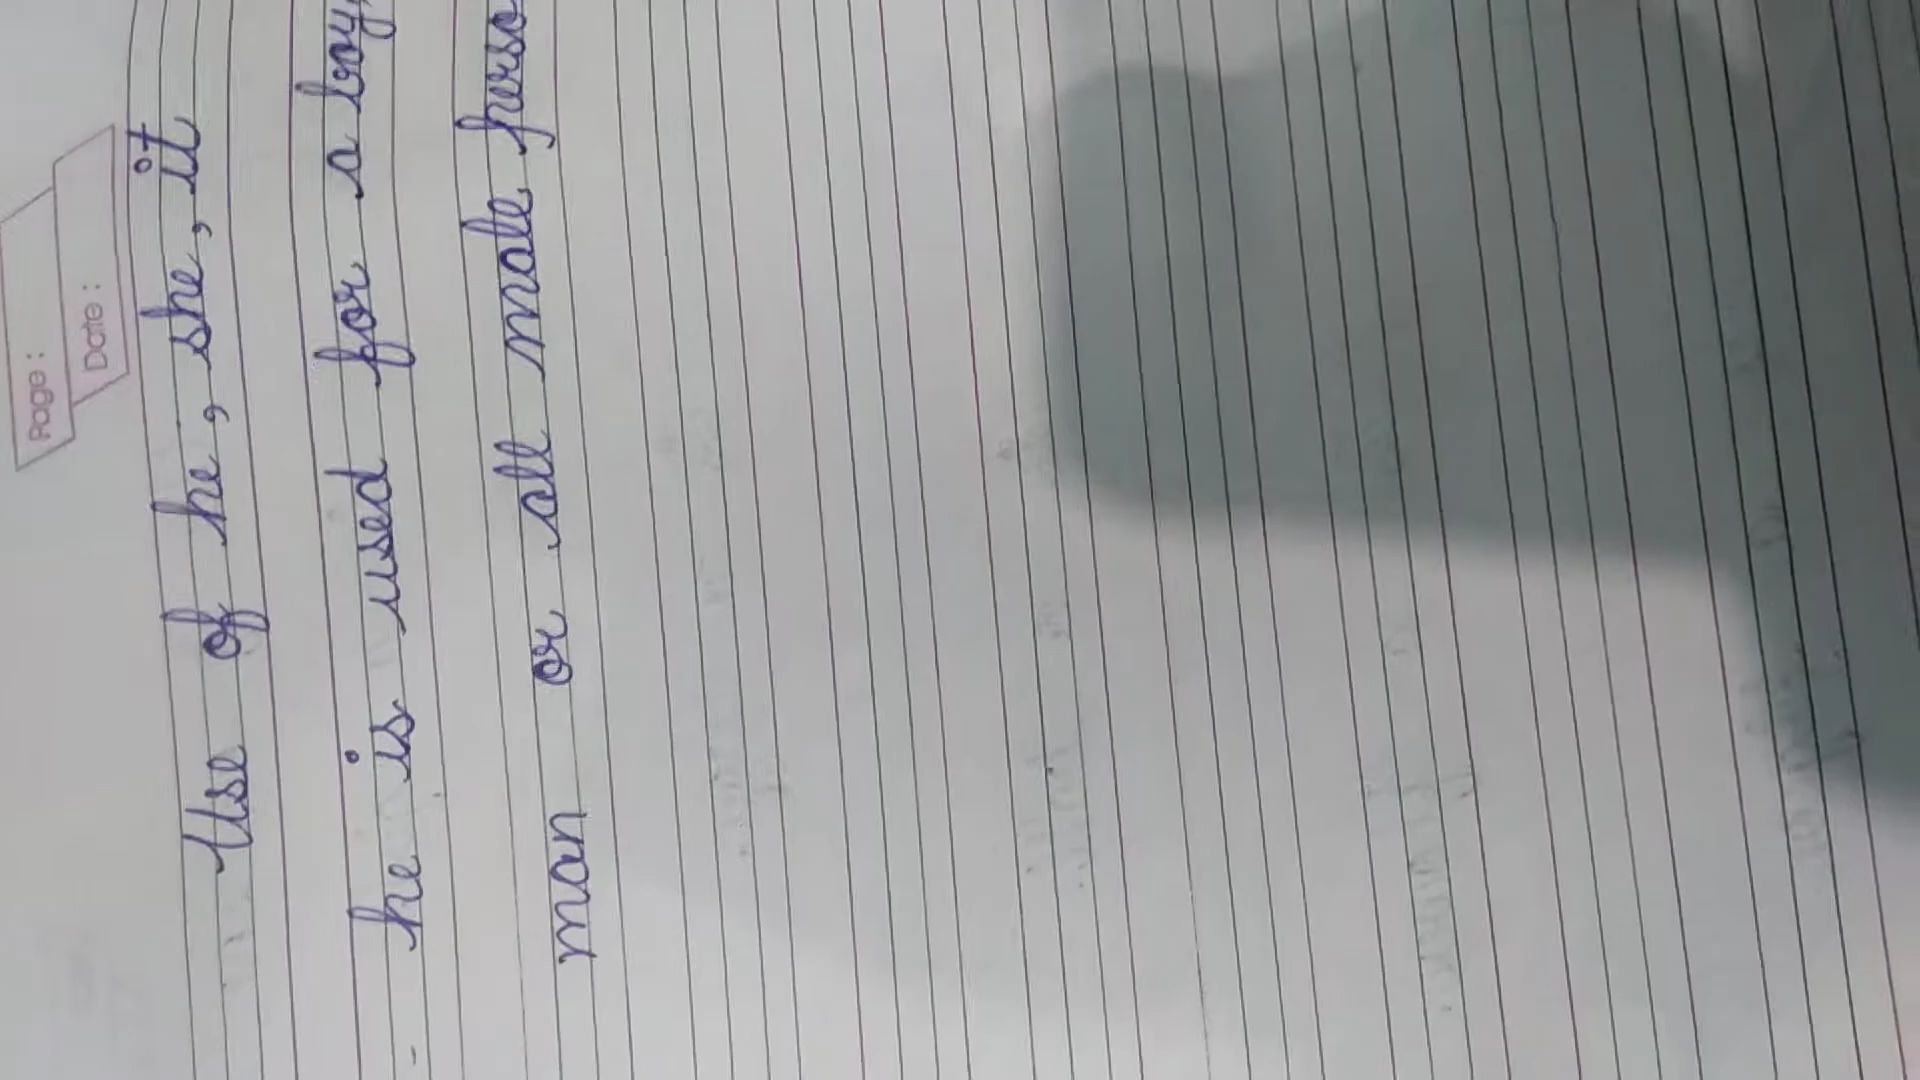 Page :
Date :
Use of he, she, it
- he is used for a boy,
man or all male perso